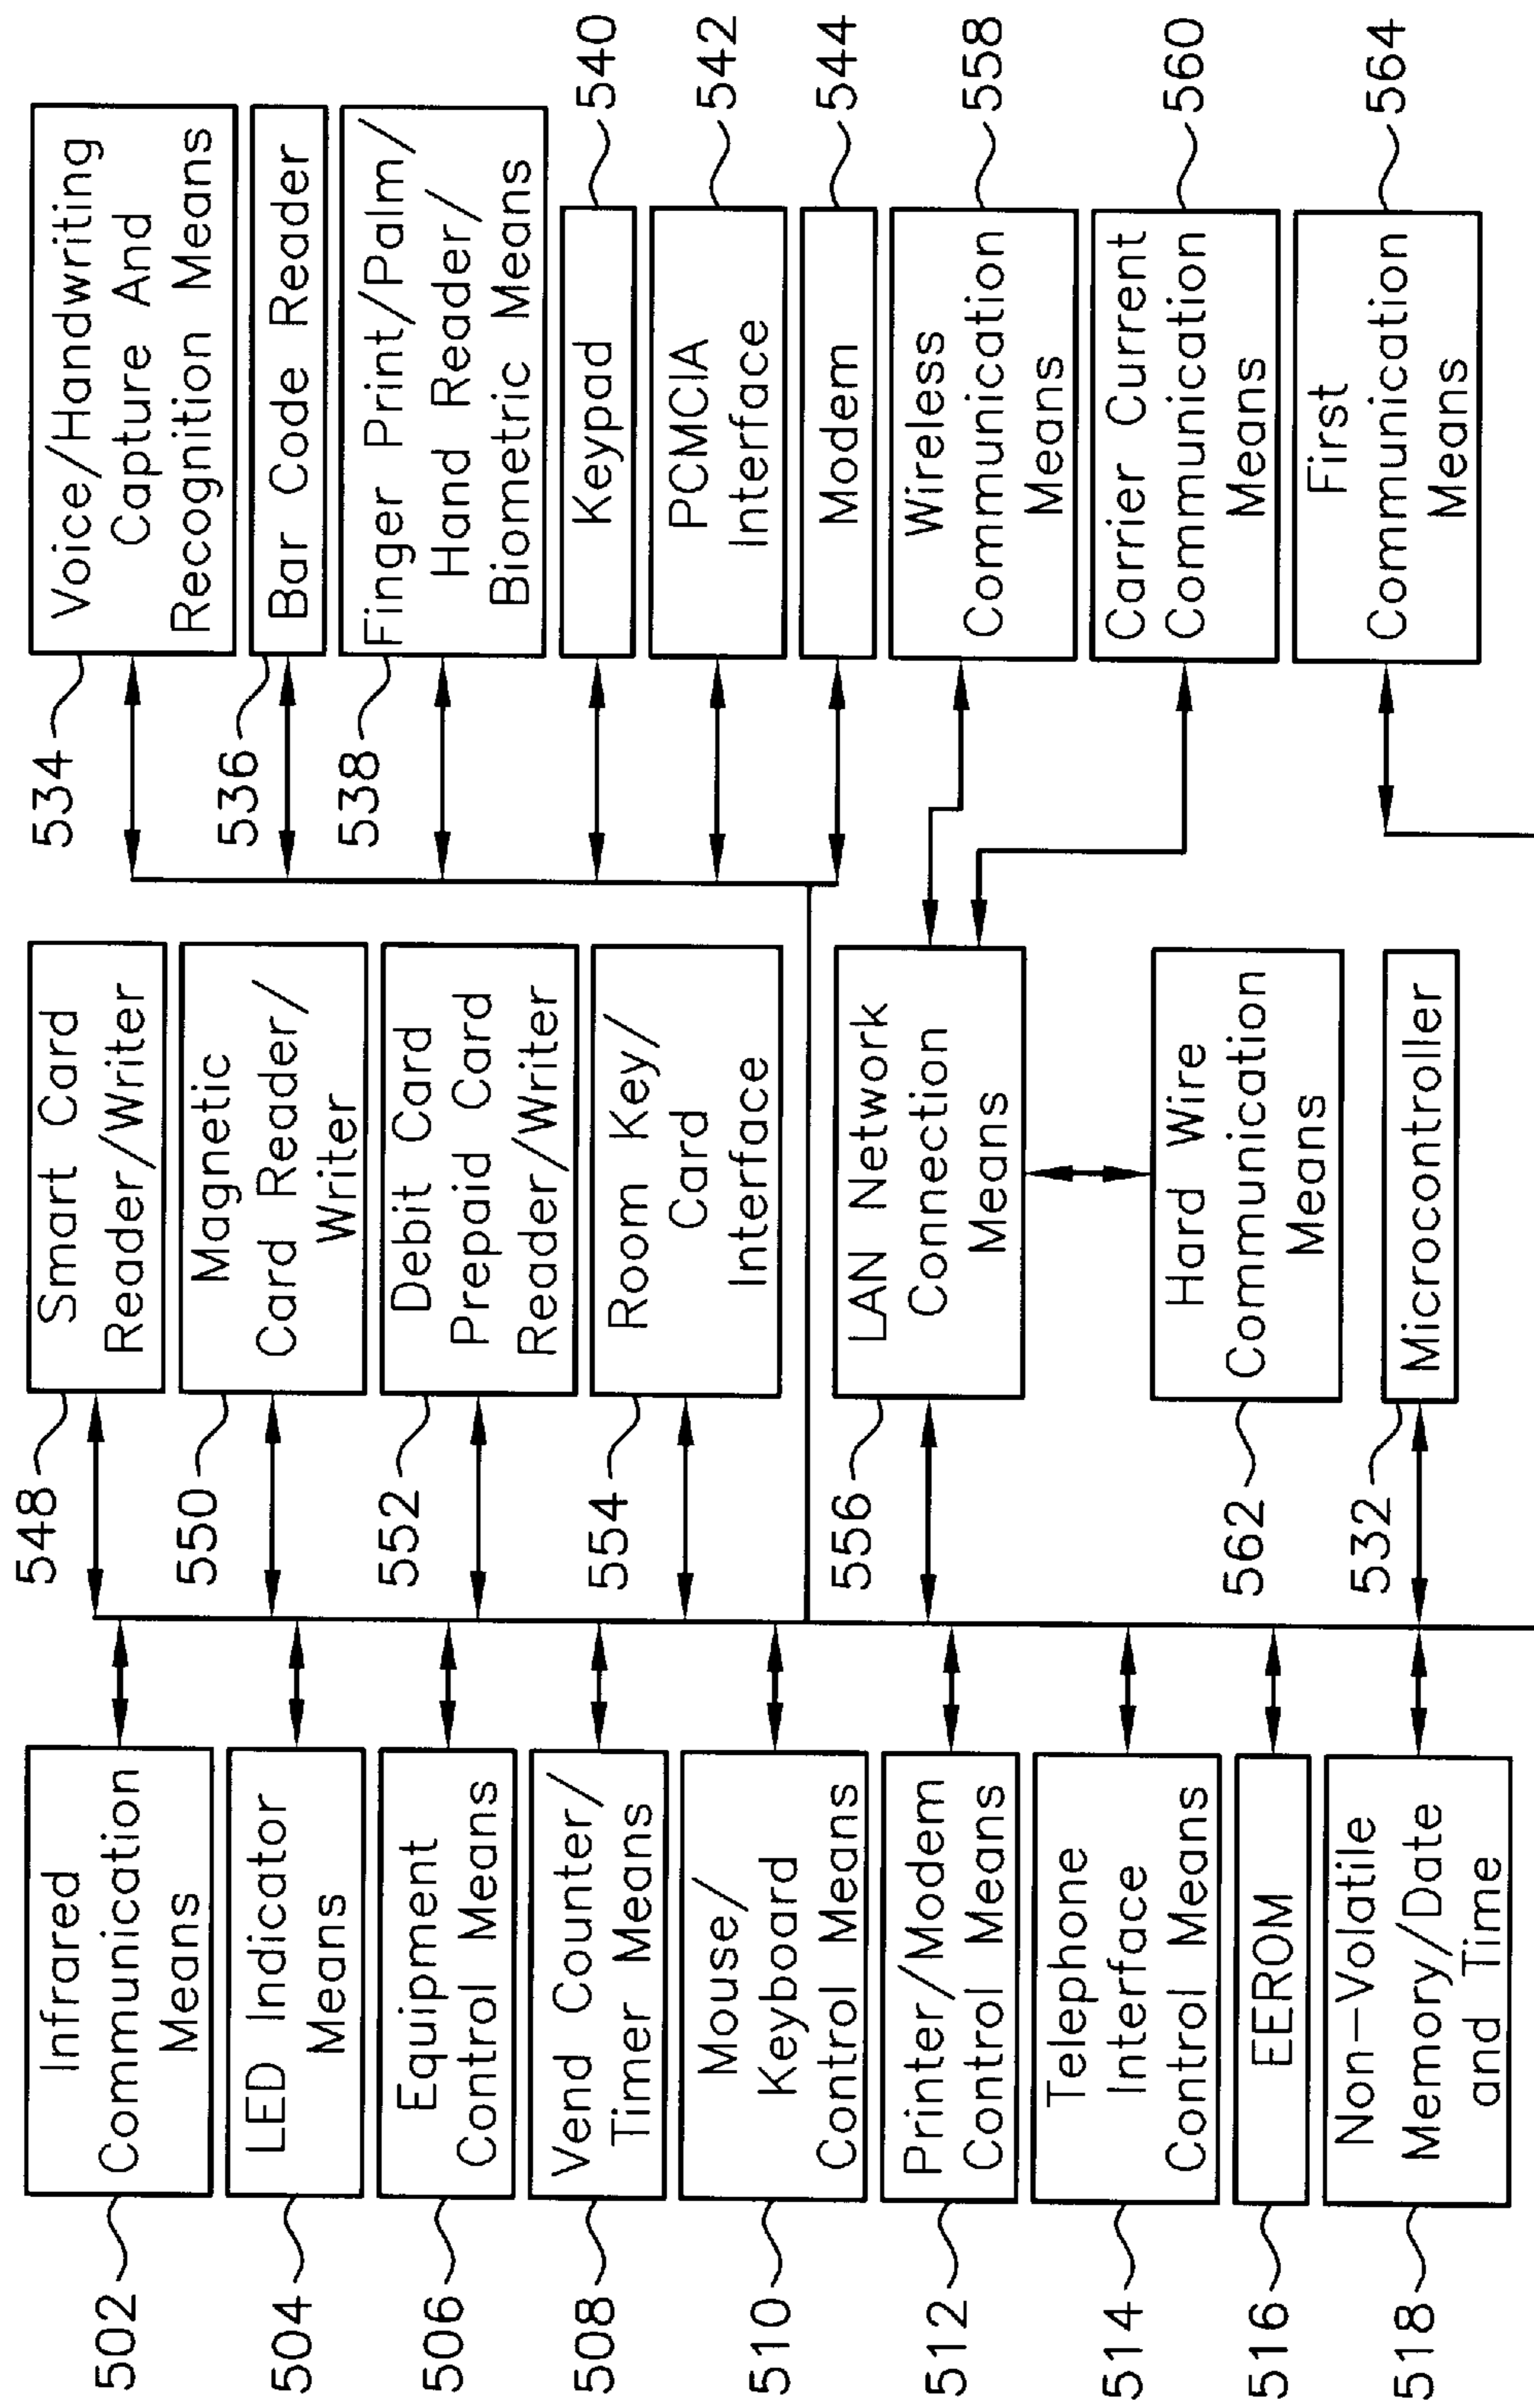 502
Infrared
Communication
Means
504
LED Indicator
Means
506
Equipment
Control Means
508
Vend Counter/
Timer Means
510
Mouse/
Keyboard
Control Means
512
Printer/Modem
Control Means
514
Telephone
Interface
Control Means
516
EEROM
518
Non-Volatile
Memory/Date
and Time
548
Smart Card
Reader/Writer
550
Magnetic
Card Reader/
Writer
552
Debit Card
Prepaid Card
Reader/Writer
554
Room Key/
Card
Interface
556
LAN Network
Connection
Means
562
Hard Wire
Communication
Means
532
Microcontroller
534
Voice/Handwriting
Capture And
Recognition Means
536
Bar Code Reader
538
Finger Print/Palm/
Hand Reader/
Biometric Means
Keypad
540
PCMCIA
Interface
542
Modem
544
Wireless
Communication
Means
558
Carrier Current
Communication
Means
560
First
Communication
Means
564